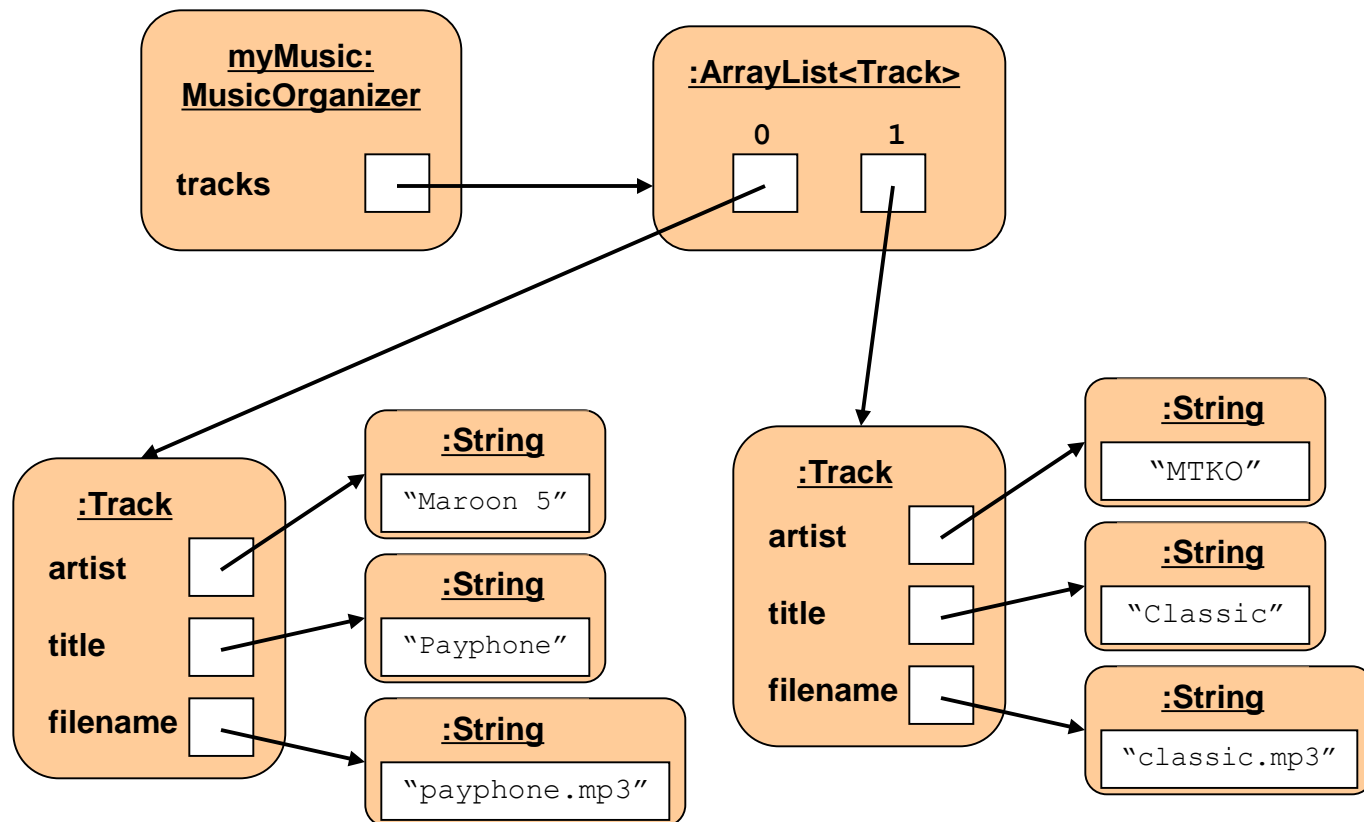 myMusic:
MusicOrganizer
tracks
:ArrayList<Track>
0 1
:Track
artist
title
filename
:String
“Maroon 5”
:String
“Payphone”
:String
“payphone.mp3”
:Track
artist
title
filename
:String
“MTKO”
:String
“Classic”
:String
“classic.mp3”